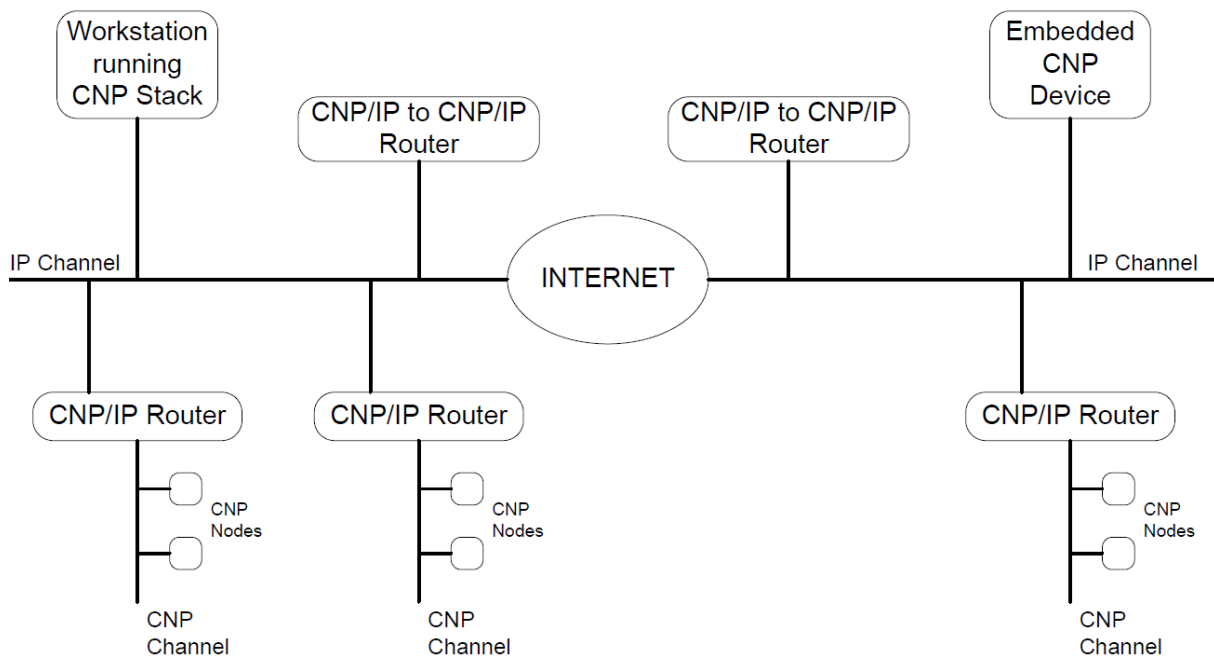 Workstation
running
CNP Stack
CNP/IP to CNP/IP
Router
CNP/IP to CNP/IP
Router
Embedded
CNP
Device
IP Channel
INTERNET
IP Channel
CNP/IP Router
CNP/IP Router
CNP/IP Router
CNP
Nodes
CNP
Nodes
CNP
Nodes
CNP
Channel
CNP
Channel
CNP
Channel